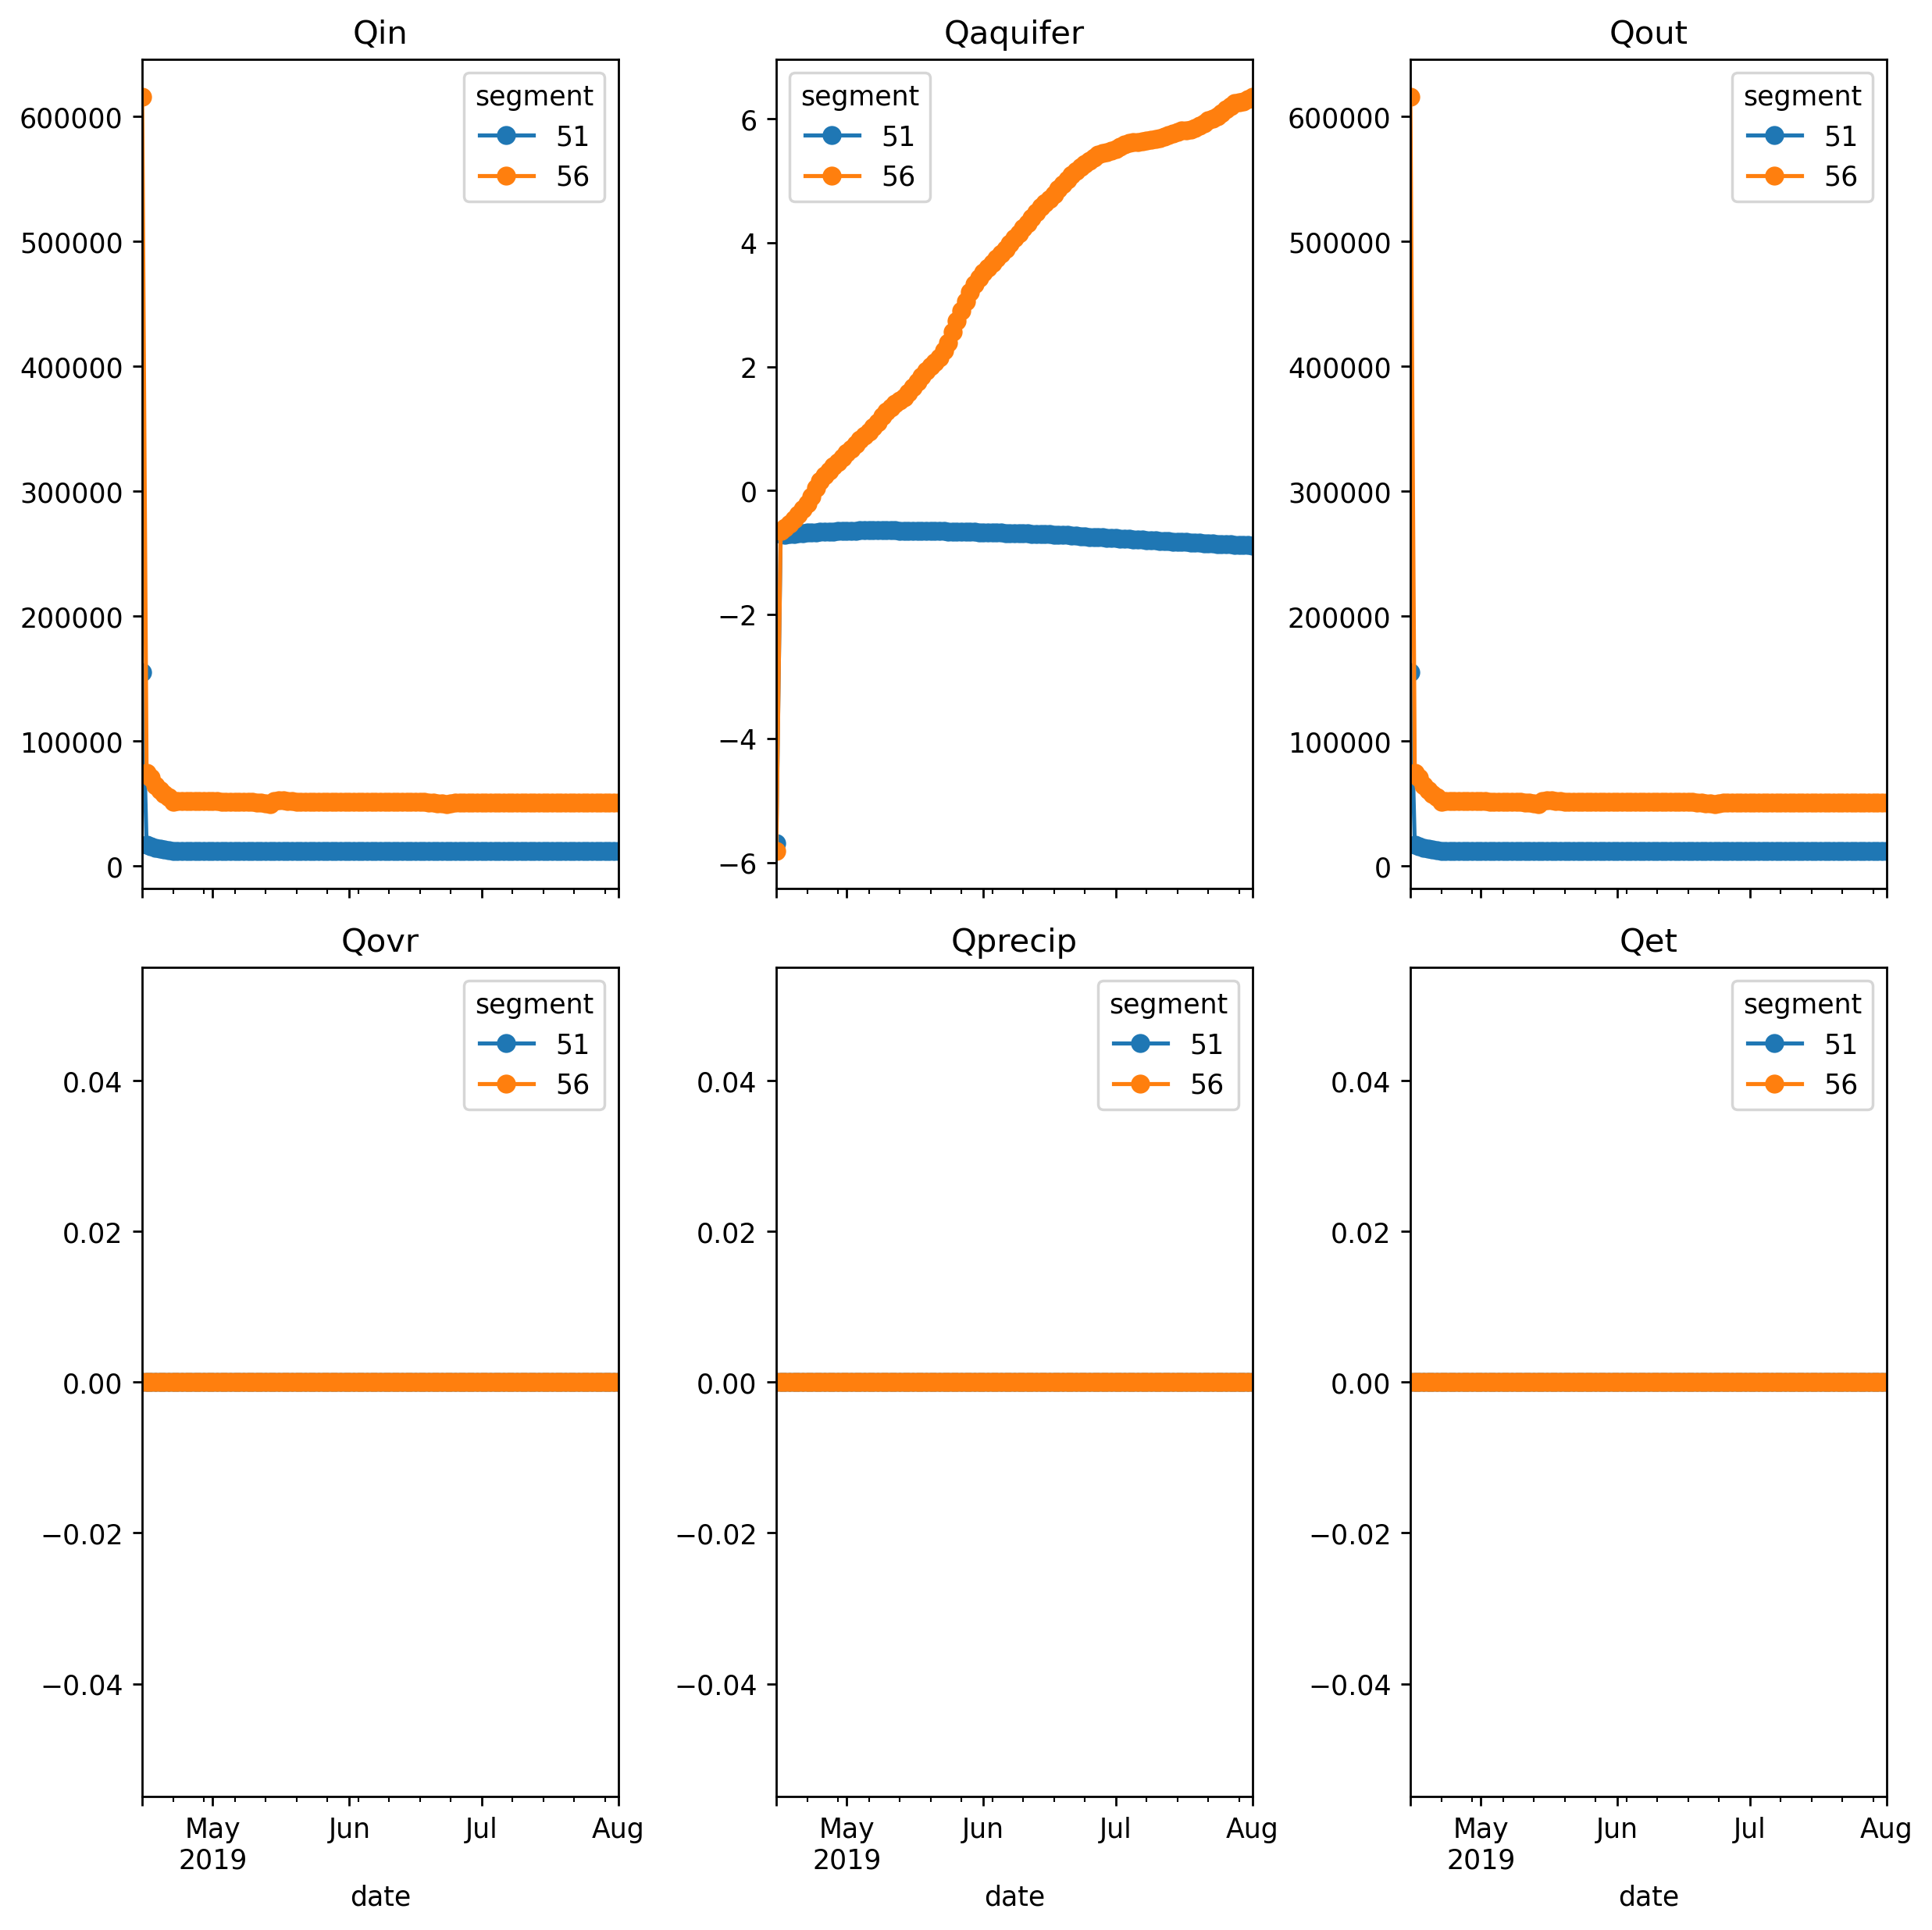 Qin
600000
500000
400000
300000
200000
100000
0
segment
51
56
Qaquifer
6
4
2
0
−2
−4
−6
segment
51
56
Qout
600000
500000
400000
300000
200000
100000
0
segment
51
56
Qovr
0.04
0.02
0.00
−0.02
−0.04
segment
51
56
May
2019
Jun
Jul
Aug
date
Qprecip
0.04
0.02
0.00
−0.02
−0.04
segment
51
56
May
2019
Jun
Jul
Aug
date
Qet
0.04
0.02
0.00
−0.02
−0.04
segment
51
56
May
2019
Jun
Jul
Aug
date